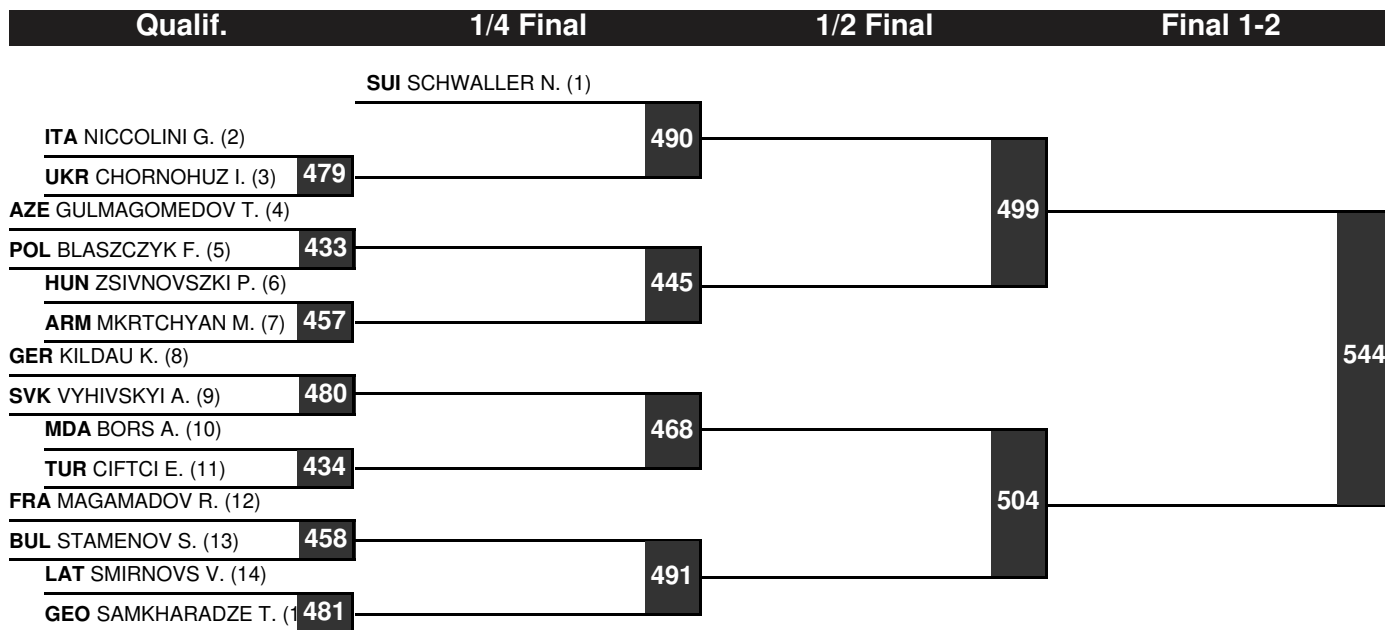 Qualif. 1/4 Final 1/2 Final Final 1-2
SUI SCHWALLER N. (1)
ITA NICCOLINI G. (2) 490
UKR CHORNOHUZ I. (3) 479
AZE GULMAGOMEDOV T. (4) 499
POL BLASZCZYK F. (5) 433
HUN ZSIVNOVSZKI P. (6) 445
ARM MKRTCHYAN M. (7) 457
GER KILDAU K. (8) 544
SVK VYHIVSKYI A. (9) 480
MDA BORS A. (10) 468
TUR CIFTCI E. (11) 434
FRA MAGAMADOV R. (12) 504
BUL STAMENOV S. (13) 458
LAT SMIRNOVS V. (14) 491
GEO SAMKHARADZE T. (1 481